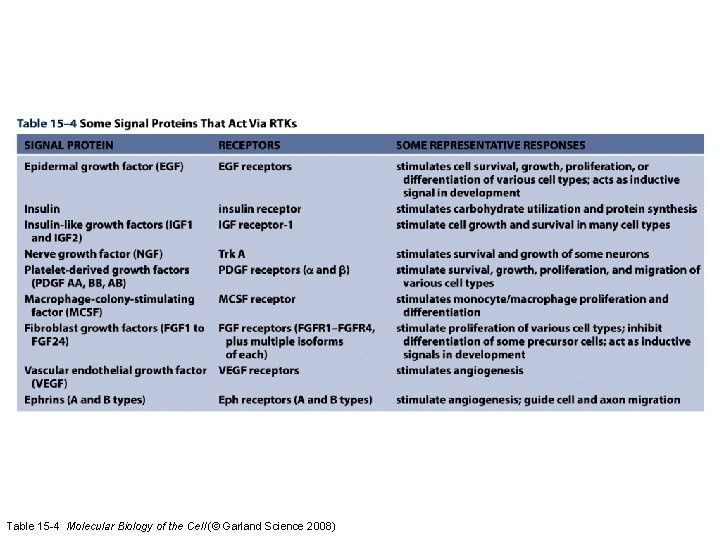 Table 15–4 Some Signal Proteins That Act Via RTKs
SIGNAL PROTEIN RECEPTORS SOME REPRESENTATIVE RESPONSES
Epidermal growth factor (EGF) EGF receptors stimulates cell survival, growth, proliferation, or
differentiation of various cell types; acts as inductive
signal in development
Insulin insulin receptor stimulates carbohydrate utilization and protein synthesis
Insulin-like growth factors (IGF1 IGF receptor-1 stimulate cell growth and survival in many cell types
and IGF2)
Nerve growth factor (NGF) Trk A stimulates survival and growth of some neurons
Platelet-derived growth factors PDGF receptors (α and β) stimulate survival, growth, proliferation, and migration of
(PDGF AA, BB, AB) various cell types
Macrophage-colony-stimulating MCSF receptor stimulates monocyte/macrophage proliferation and
factor (MCSF) differentiation
Fibroblast growth factors (FGF1 to FGF receptors (FGFR1–FGFR4, stimulate proliferation of various cell types; inhibit
FGF24) plus multiple isoforms differentiation of some precursor cells; act as inductive
of each) signals in development
Vascular endothelial growth factor VEGF receptors stimulates angiogenesis
(VEGF)
Ephrins (A and B types) Eph receptors (A and B types) stimulate angiogenesis; guide cell and axon migration
Table 15-4 Molecular Biology of the Cell (© Garland Science 2008)